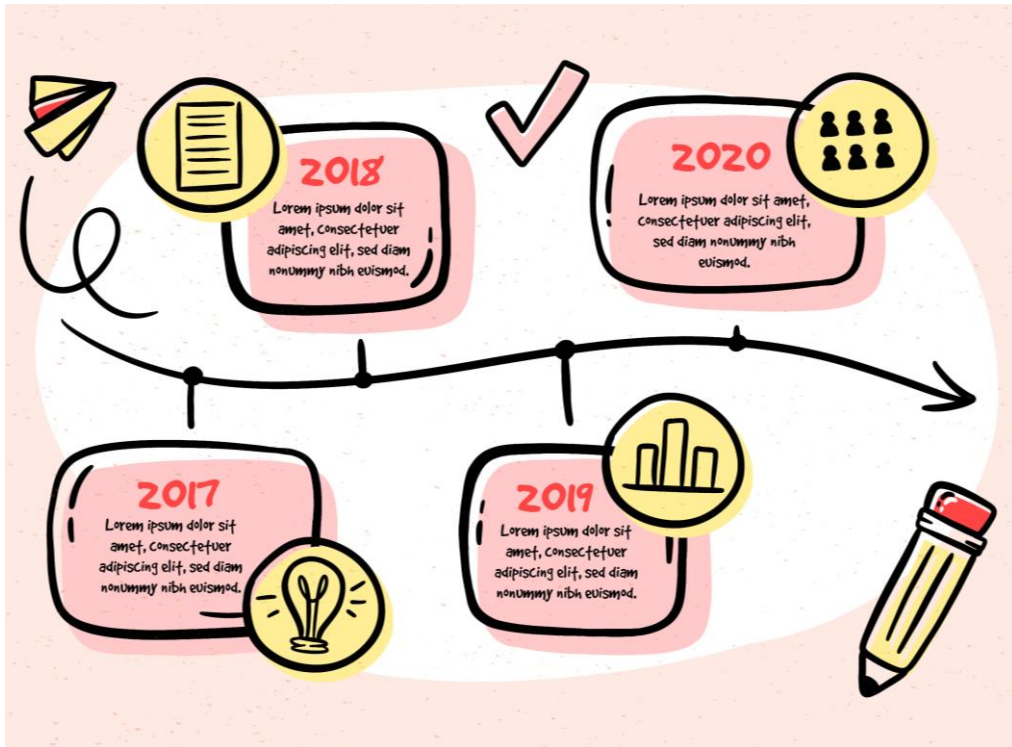 2018
Lorem ipsum dolor sit
amet, consectetuer
adipiscing elit, sed diam
nonummy nibh euismod.
2020
Lorem ipsum dolor sit amet,
consectetuer adipiscing elit,
sed diam nonummy nibh
euismod.
2017
Lorem ipsum dolor sit
amet, consectetuer
adipiscing elit, sed diam
nonummy nibh euismod.
2019
Lorem ipsum dolor sit
amet, consectetuer
adipiscing elit, sed diam
nonummy nibh euismod.